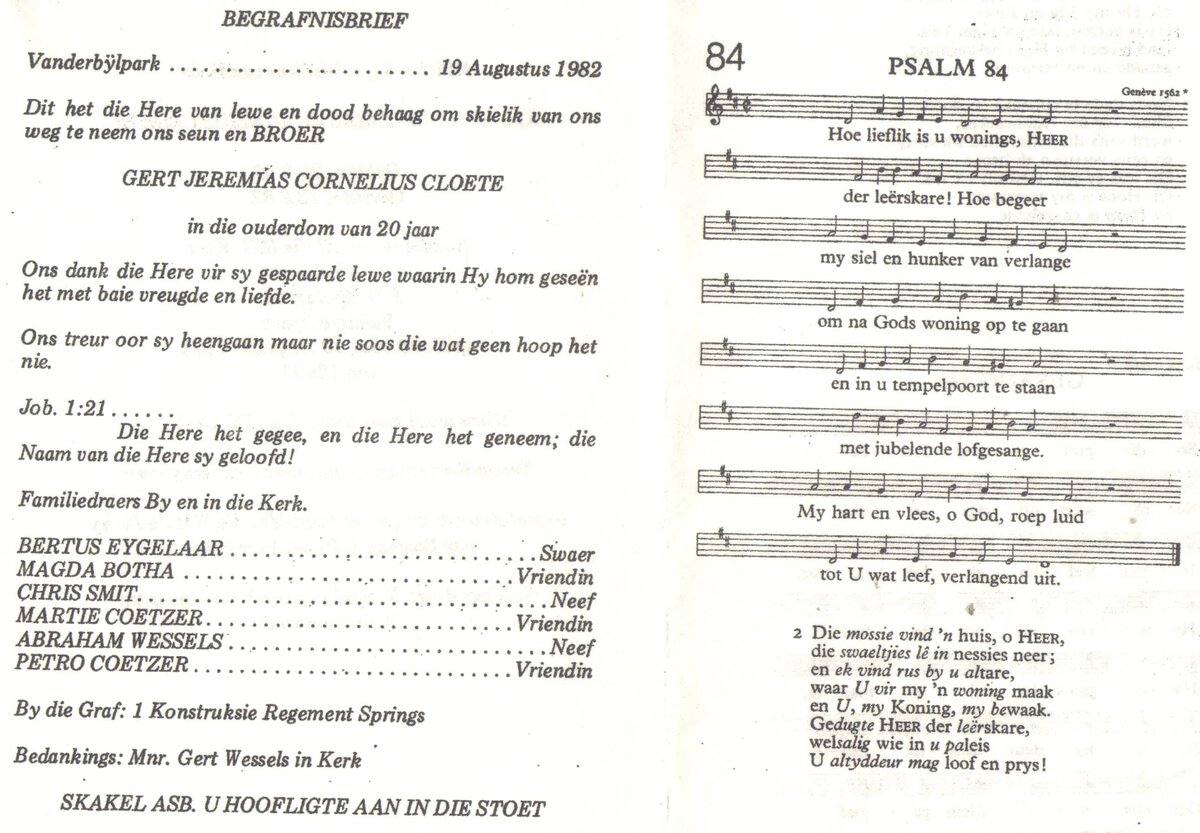 BEGRAFNISBRIEF
Vanderbÿlpark ........................ 19 Augustus 1982
Dit het die Here van lewe en dood behaag om skielik van ons
weg te neem ons seun en BROER
GERT JEREMIAS CORNELIUS CLOETE
in die ouderdom van 20 jaar
Ons dank die Here vir sy gespaarde lewe waarin Hy hom geseën
het met baie vreugde en liefde.
Ons treur oor sy heengaan maar nie soos die wat geen hoop het
nie.
Job. 1:21 ......
Die Here het gegee, en die Here het geneem; die
Naam van die Here sy geloofd!
Familiedraers By en in die Kerk.
BERTUS EYGELAAR ............................ Swaer
MAGDA BOTHA ............................ Vriendin
CHRIS SMIT.................................. Neef
MARTIE COETZER......................... Vriendin
ABRAHAM WESSELS ........................... Neef
PETRO COETZER.......................... Vriendin
By die Graf: 1 Konstruksie Regement Springs
Bedankings: Mnr. Gert Wessels in Kerk
SKAKEL ASB. U HOOFLIGTE AAN IN DIE STOET
84
PSALM 84
Genève 1562 *
Hoe lieflik is u wonings, HEER
der leërskare! Hoe begeer
my siel en hunker van verlange
om na Gods woning op te gaan
en in u tempelpoort te staan
met jubelende lofgesange.
My hart en vlees, o God, roep luid
tot U wat leef, verlangend uit.
2 Die mossie vind 'n huis, o HEER,
die swaeltjies lê in nessies neer;
en ek vind rus by u altare,
waar U vir my 'n woning maak
en U, my Koning, my bewaak.
Gedugte HEER der leërskare,
welsalig wie in u paleis
U altyddeur mag loof en prys!